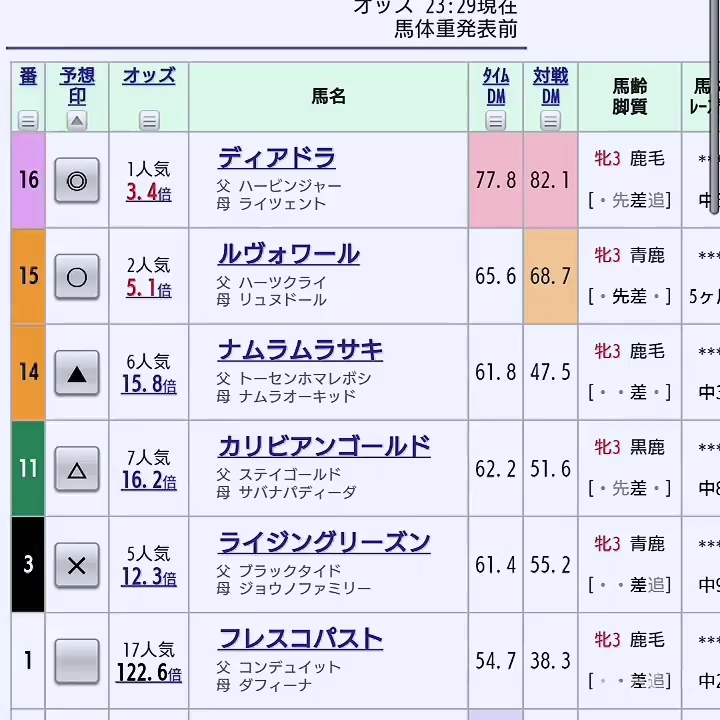 オッズ 23:29現在
馬体重発表前
番 予想印 オッズ 馬名 タイムDM 対戦DM 馬齢脚質
16 ◎ 1人気 3.4倍 ディアドラ 77.8 82.1 牝3 鹿毛
父 ハービンジャー
母 ライツェント [・先差追]
15 ○ 2人気 5.1倍 ルヴォワール 65.6 68.7 牝3 青鹿
父 ハーツクライ
母 リュヌドール [・先差・]
14 ▲ 6人気 15.8倍 ナムラムラサキ 61.8 47.5 牝3 鹿毛
父 トーセンホマレボシ
母 ナムラオーキッド [・・差・]
11 △ 7人気 16.2倍 カリビアンゴールド 62.2 51.6 牝3 黒鹿
父 ステイゴールド
母 サバナパディーダ [・先差・]
3 × 5人気 12.3倍 ライジングリーズン 61.4 55.2 牝3 青鹿
父 ブラックタイド
母 ジョウノファミリー [・・差追]
1 17人気 122.6倍 フレスコパスト 54.7 38.3 牝3 鹿毛
父 コンデュイット
母 ダフィーナ [・・差追]